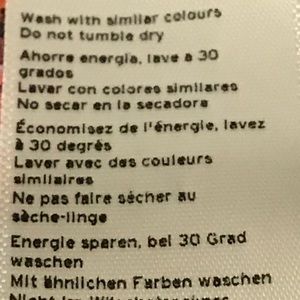 Wash with similar colours
Do not tumble dry
Ahorre energía, lave a 30
grados
Lavar con colores similares
No secar en la secadora
Économisez de l'énergie, lavez
à 30 degrés
Laver avec des couleurs
similaires
Ne pas faire sécher au
sèche-linge
Energie sparen, bei 30 Grad
waschen
Mit ähnlichen Farben waschen
Nicht im